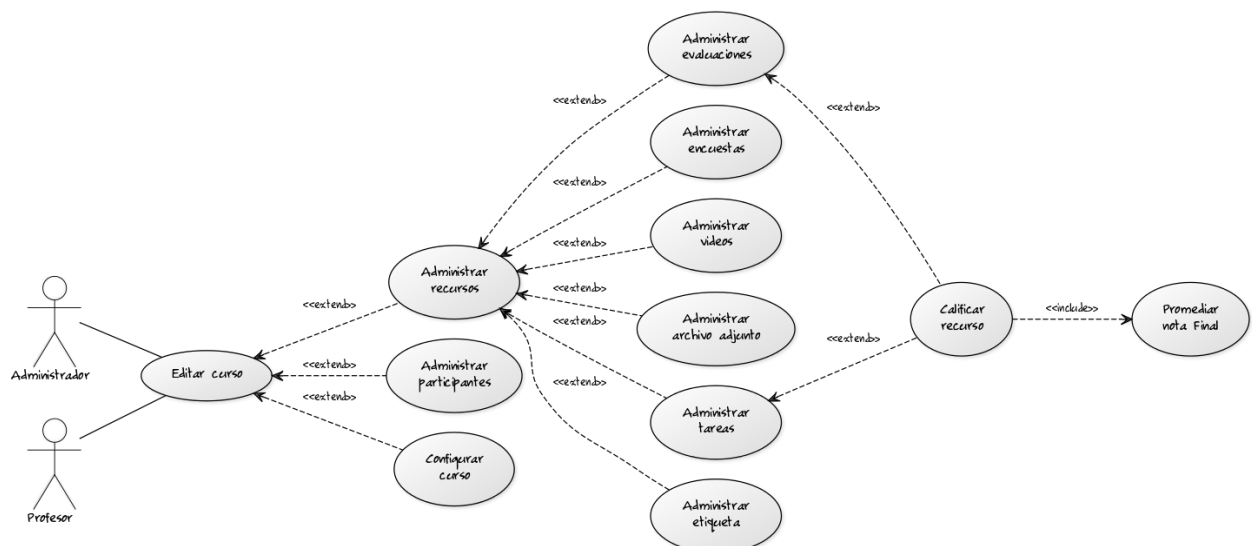 Administrar
evaluaciones
<<extend>>
<<extend>>
Administrar
encuestas
<<extend>>
Administrar
videos
<<extend>>
Administrar
recursos
<<extend>>
Administrar
archivo adjunto
<<extend>>
Calificar
recurso
<<include>>
Promediar
nota Final
<<extend>>
<<extend>>
Administrador
Editar curso
<<extend>>
Administrar
participantes
<<extend>>
<<extend>>
Administrar
tareas
<<extend>>
Configurar
curso
Profesor
Administrar
etiqueta